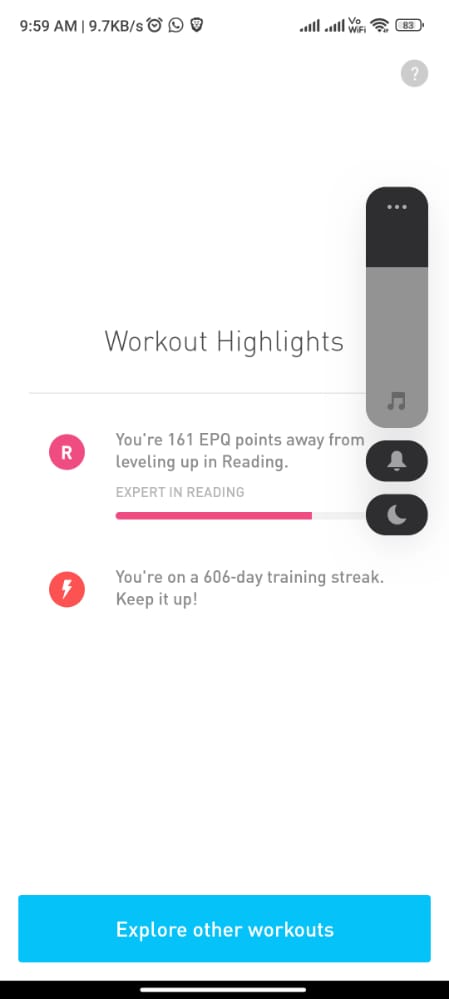 9:59 AM | 9.7KB/s
Vo
WiFi
83
?
Workout Highlights
R
You're 161 EPQ points away from
leveling up in Reading.
EXPERT IN READING
You're on a 606-day training streak.
Keep it up!
Explore other workouts